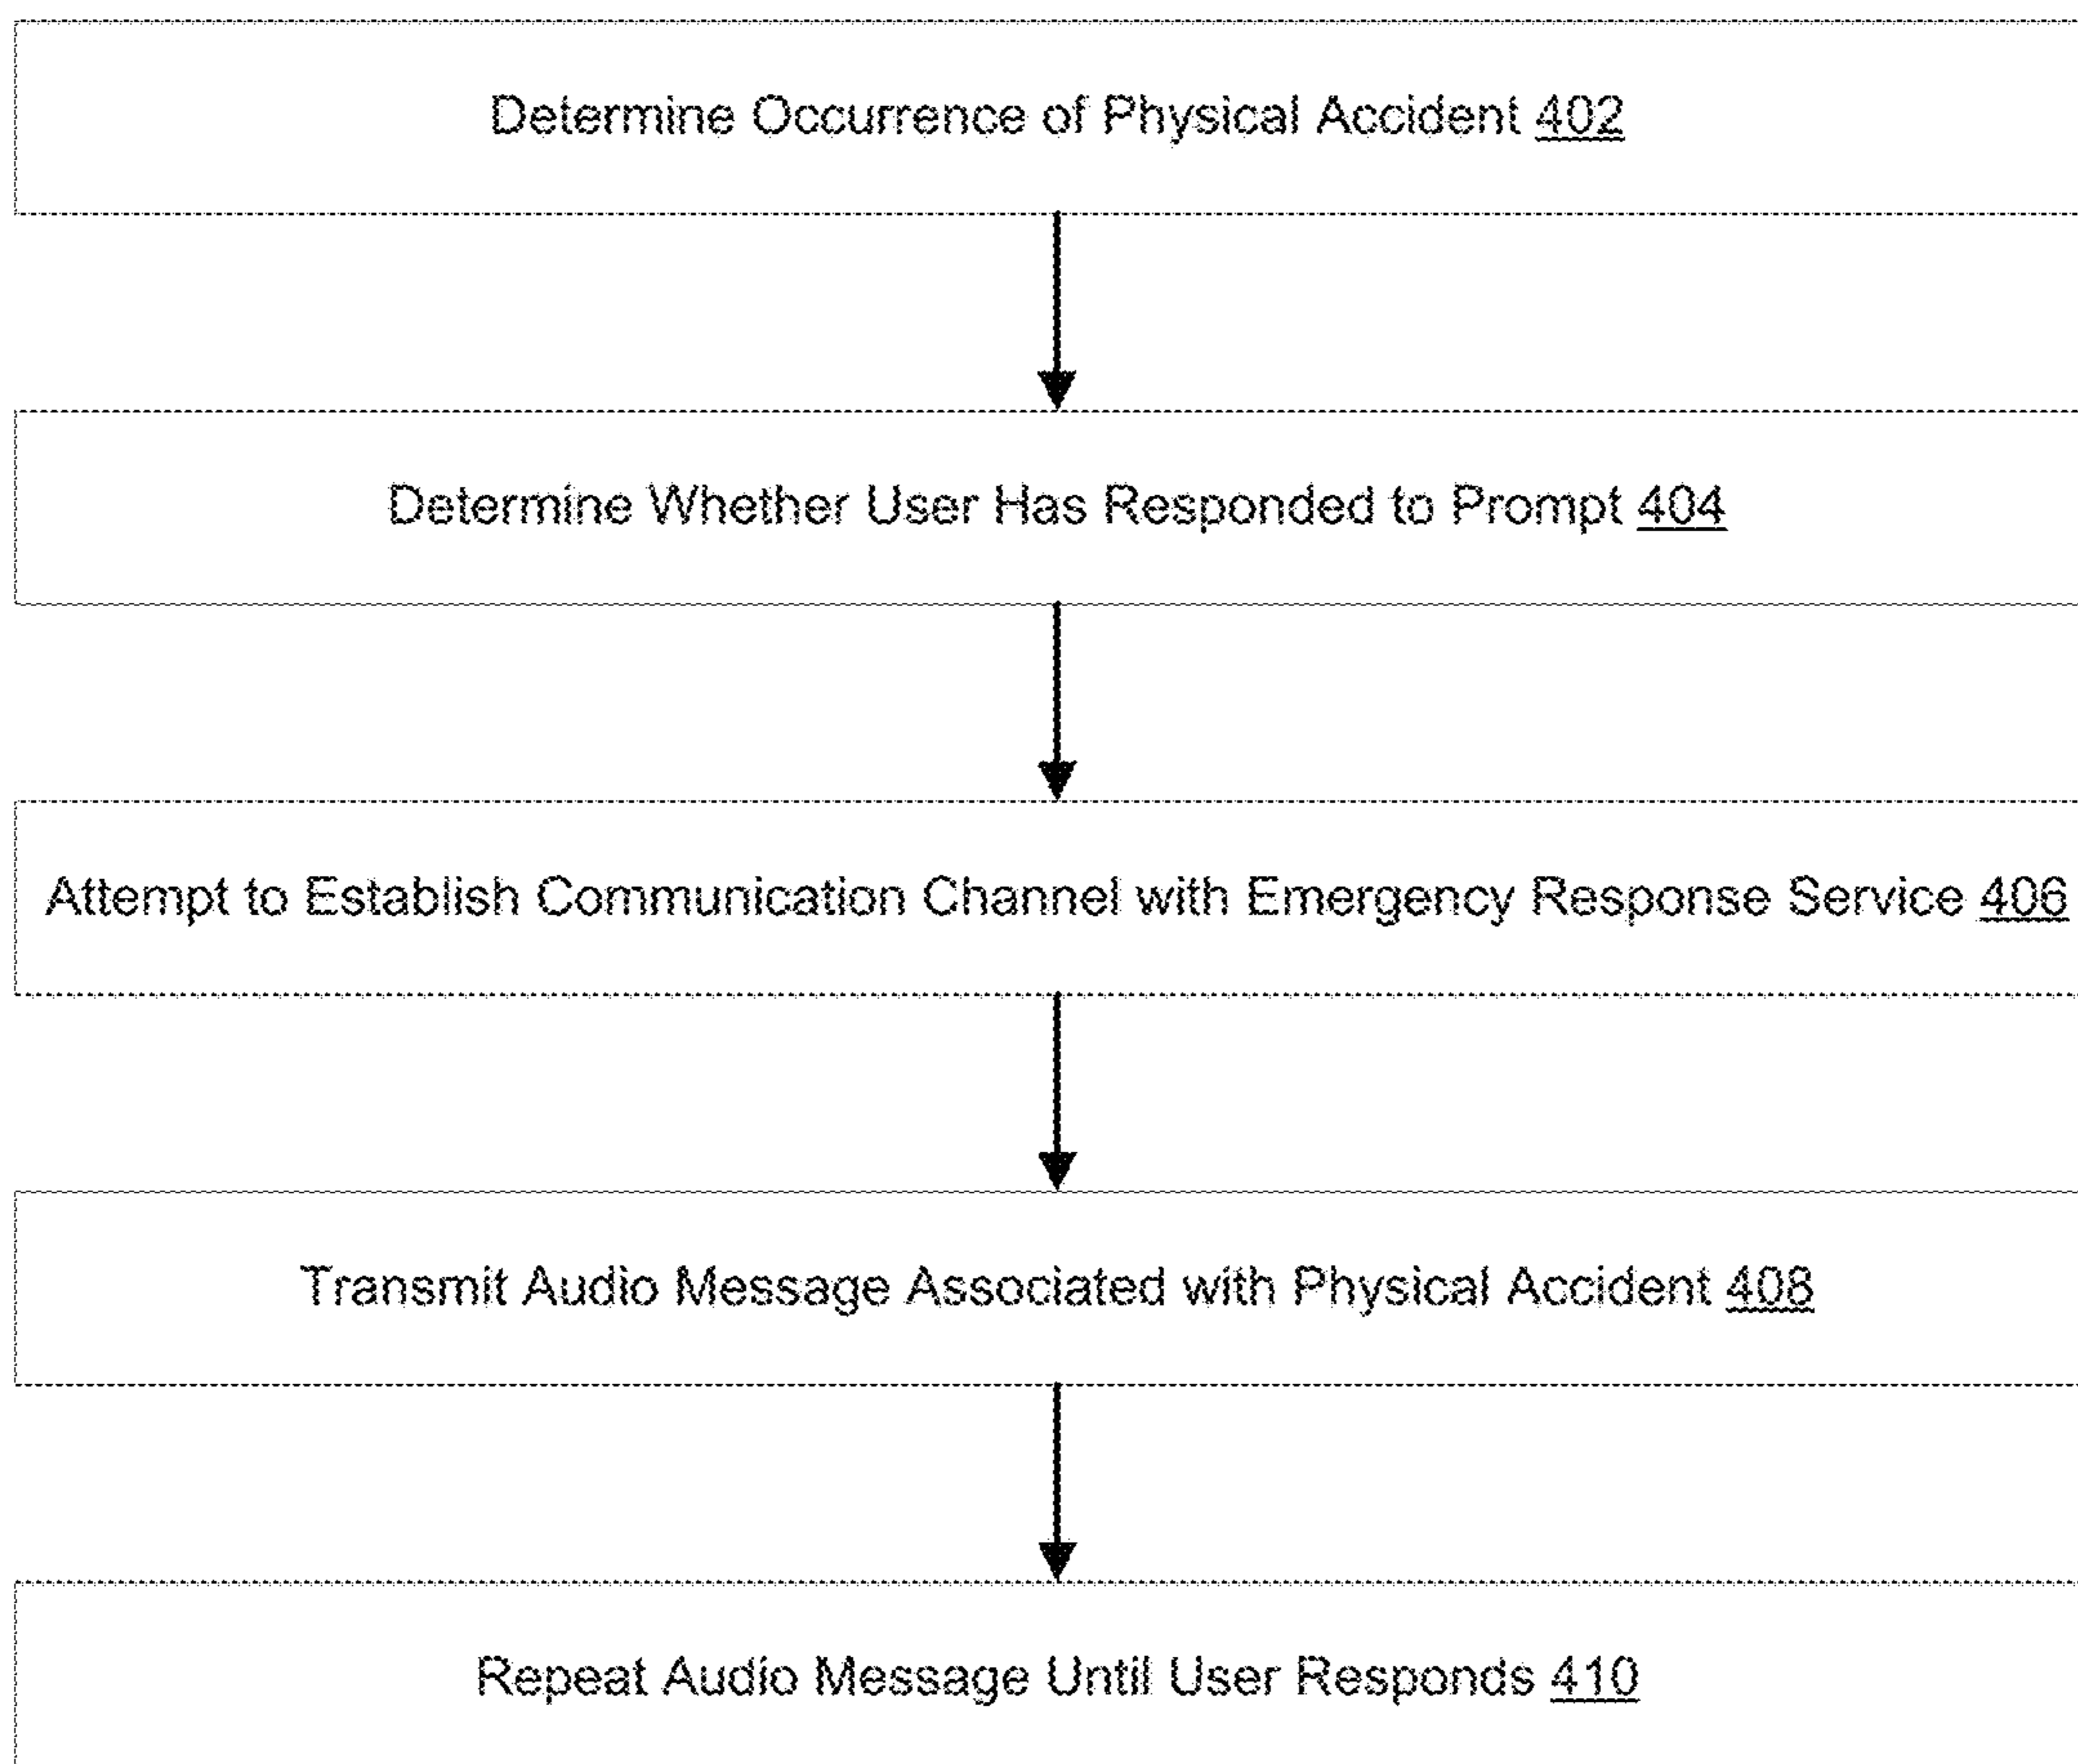 Determine Occurrence of Physical Accident 402
Determine Whether User Has Responded to Prompt 404
Attempt to Establish Communication Channel with Emergency Response Service 406
Transmit Audio Message Associated with Physical Accident 408
Repeat Audio Message Until User Responds 410